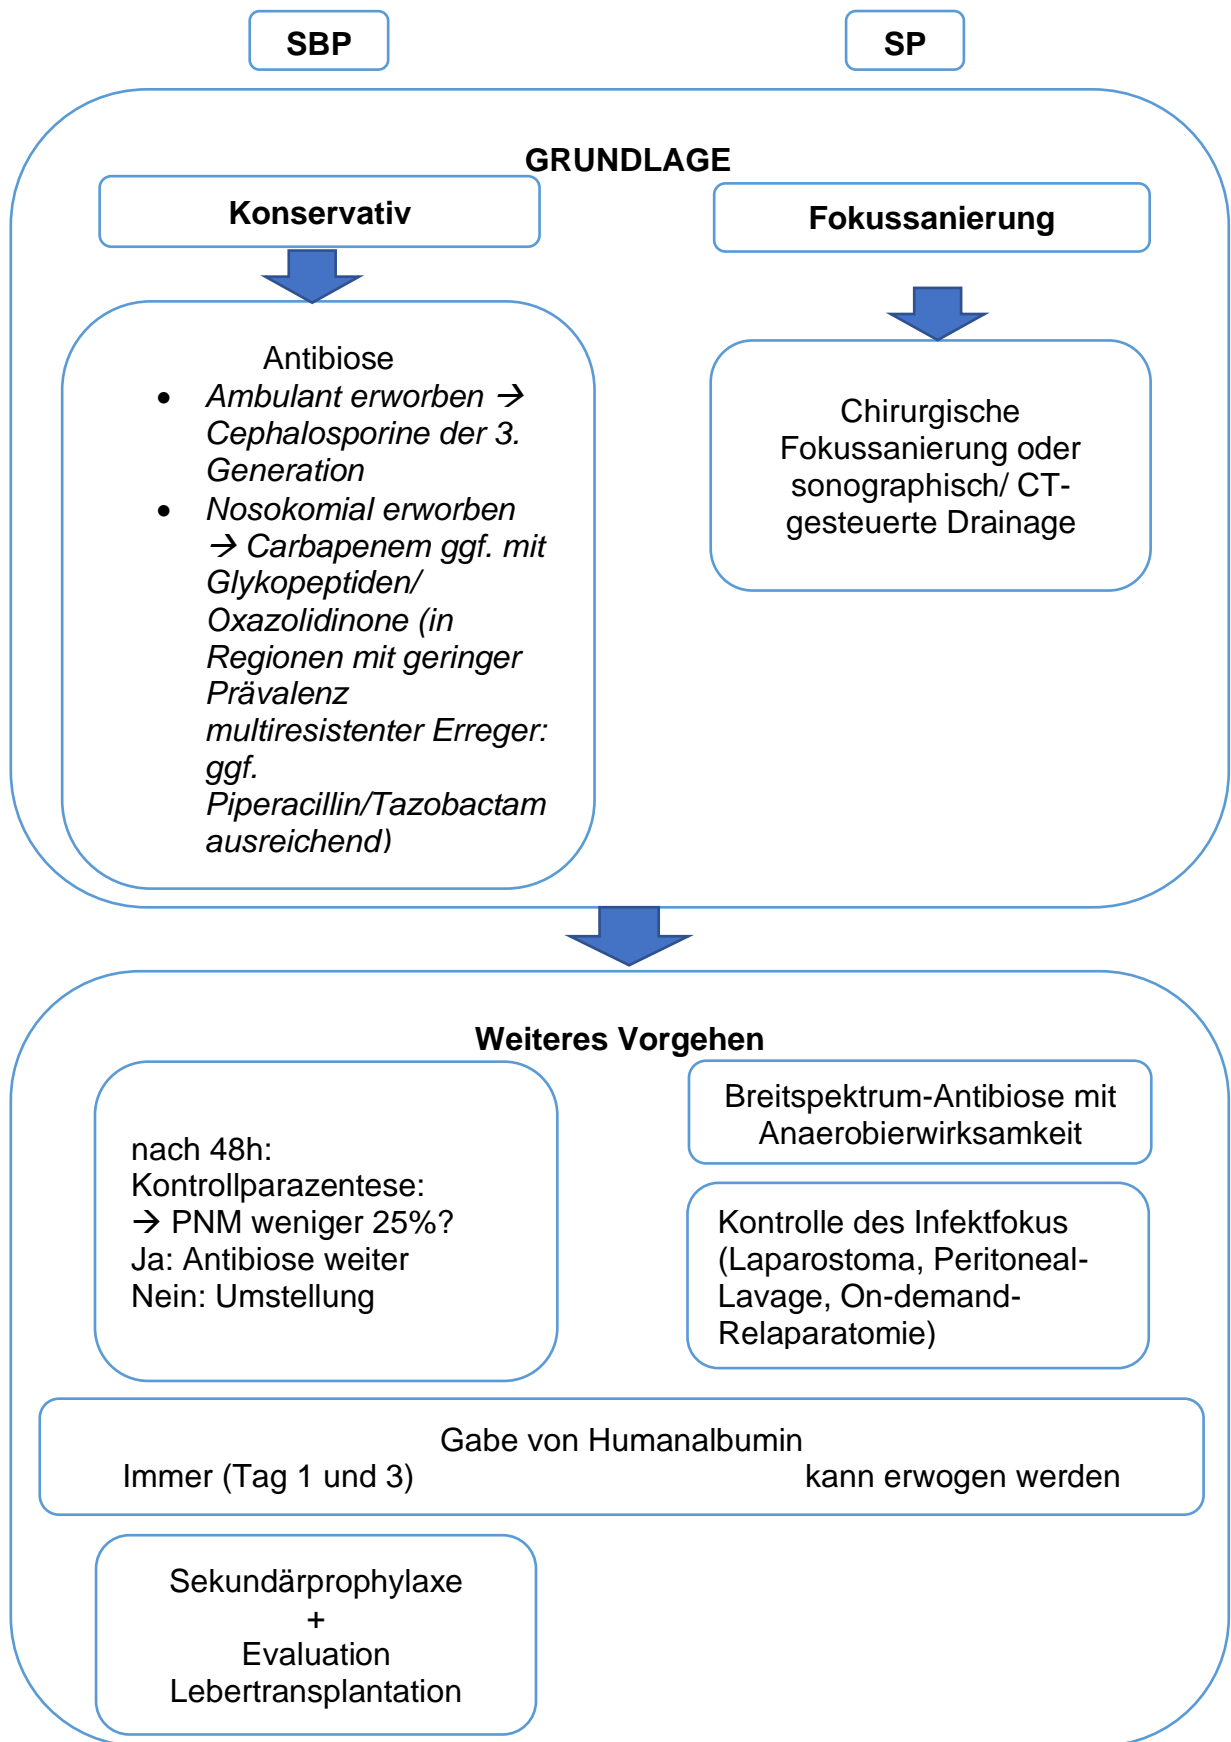 SBP
SP
GRUNDLAGE
Konservativ
Fokussanierung
Antibiose
• Ambulant erworben →
Cephalosporine der 3.
Generation
• Nosokomial erworben
→ Carbapenem ggf. mit
Glykopeptiden/
Oxazolidinone (in
Regionen mit geringer
Prävalenz
multiresistenter Erreger:
ggf.
Piperacillin/Tazobactam
ausreichend)
Chirurgische
Fokussanierung oder
sonographisch/ CT-
gesteuerte Drainage
Weiteres Vorgehen
nach 48h:
Kontrollparazentese:
→ PNM weniger 25%?
Ja: Antibiose weiter
Nein: Umstellung
Breitspektrum-Antibiose mit
Anaerobierwirksamkeit
Kontrolle des Infektfokus
(Laparostoma, Peritoneal-
Lavage, On-demand-
Relaparatomie)
Gabe von Humanalbumin
Immer (Tag 1 und 3) kann erwogen werden
Sekundärprophylaxe
+
Evaluation
Lebertransplantation